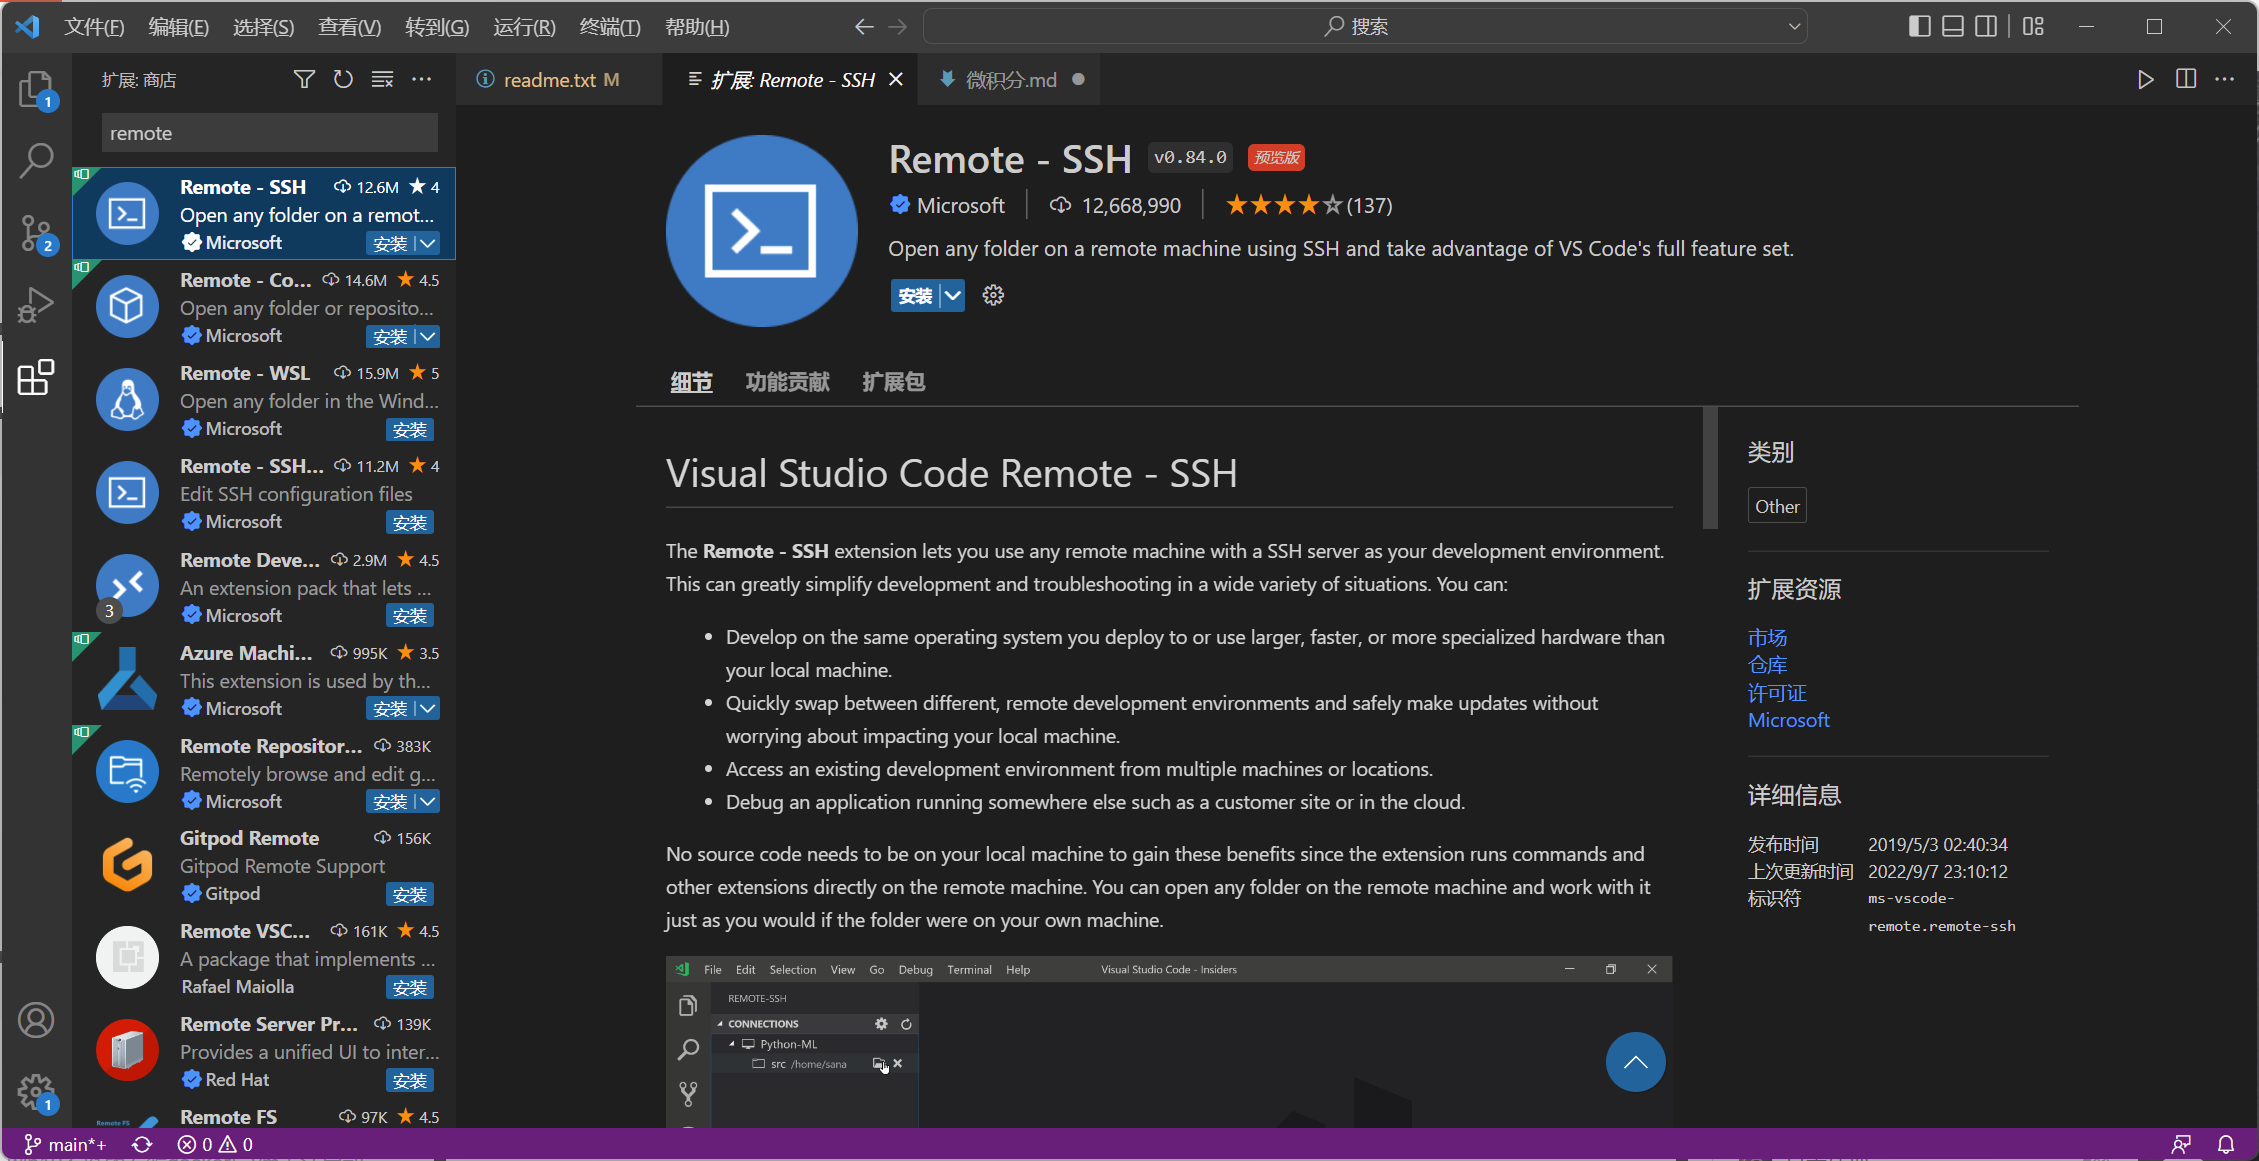 文件(F) 编辑(E) 选择(S) 查看(V) 转到(G) 运行(R) 终端(T) 帮助(H) 搜索
扩展: 商店
readme.txt M
扩展: Remote - SSH
微积分.md
1
2
1
remote
Remote - SSH 12.6M 4
Open any folder on a remot...
Microsoft 安装
Remote - Co... 14.6M 4.5
Open any folder or reposito...
Microsoft 安装
Remote - WSL 15.9M 5
Open any folder in the Wind...
Microsoft 安装
Remote - SSH... 11.2M 4
Edit SSH configuration files
Microsoft 安装
Remote Deve... 2.9M 4.5
An extension pack that lets ...
3
Microsoft 安装
Azure Machi... 995K 3.5
This extension is used by th...
Microsoft 安装
Remote Repositor... 383K
Remotely browse and edit g...
Microsoft 安装
Gitpod Remote 156K
Gitpod Remote Support
Gitpod 安装
Remote VSC... 161K 4.5
A package that implements ...
Rafael Maiolla 安装
Remote Server Pr... 139K
Provides a unified UI to inter...
Red Hat 安装
Remote FS 97K 4.5
Remote FS
Remote - SSH v0.84.0 预览版
Microsoft 12,668,990 (137)
Open any folder on a remote machine using SSH and take advantage of VS Code's full feature set.
安装
细节 功能贡献 扩展包
Visual Studio Code Remote - SSH
The Remote - SSH extension lets you use any remote machine with a SSH server as your development environment.
This can greatly simplify development and troubleshooting in a wide variety of situations. You can:
• Develop on the same operating system you deploy to or use larger, faster, or more specialized hardware than
your local machine.
• Quickly swap between different, remote development environments and safely make updates without
worrying about impacting your local machine.
• Access an existing development environment from multiple machines or locations.
• Debug an application running somewhere else such as a customer site or in the cloud.
No source code needs to be on your local machine to gain these benefits since the extension runs commands and
other extensions directly on the remote machine. You can open any folder on the remote machine and work with it
just as you would if the folder were on your own machine.
File Edit Selection View Go Debug Terminal Help Visual Studio Code - Insiders
REMOTE-SSH
CONNECTIONS
Python-ML
src /home/sana
类别
Other
扩展资源
市场
仓库
许可证
Microsoft
详细信息
发布时间 2019/5/3 02:40:34
上次更新时间 2022/9/7 23:10:12
标识符 ms-vscode-
remote.remote-ssh
main*+ 0 0